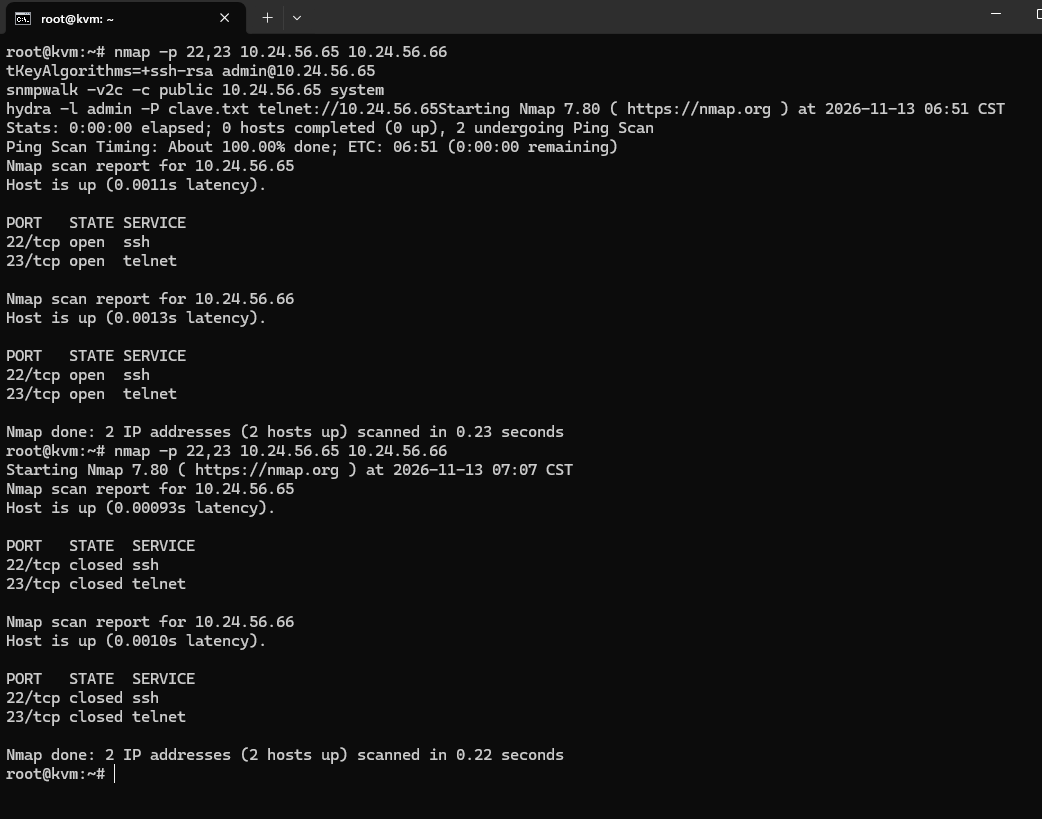 root@kvm: ~
root@kvm:~# nmap -p 22,23 10.24.56.65 10.24.56.66
tKeyAlgorithms=+ssh-rsa admin@10.24.56.65
snmpwalk -v2c -c public 10.24.56.65 system
hydra -l admin -P clave.txt telnet://10.24.56.65Starting Nmap 7.80 ( https://nmap.org ) at 2026-11-13 06:51 CST
Stats: 0:00:00 elapsed; 0 hosts completed (0 up), 2 undergoing Ping Scan
Ping Scan Timing: About 100.00% done; ETC: 06:51 (0:00:00 remaining)
Nmap scan report for 10.24.56.65
Host is up (0.0011s latency).
PORT   STATE SERVICE
22/tcp open  ssh
23/tcp open  telnet
Nmap scan report for 10.24.56.66
Host is up (0.0013s latency).
PORT   STATE SERVICE
22/tcp open  ssh
23/tcp open  telnet
Nmap done: 2 IP addresses (2 hosts up) scanned in 0.23 seconds
root@kvm:~# nmap -p 22,23 10.24.56.65 10.24.56.66
Starting Nmap 7.80 ( https://nmap.org ) at 2026-11-13 07:07 CST
Nmap scan report for 10.24.56.65
Host is up (0.00093s latency).
PORT   STATE  SERVICE
22/tcp closed ssh
23/tcp closed telnet
Nmap scan report for 10.24.56.66
Host is up (0.0010s latency).
PORT   STATE  SERVICE
22/tcp closed ssh
23/tcp closed telnet
Nmap done: 2 IP addresses (2 hosts up) scanned in 0.22 seconds
root@kvm:~#